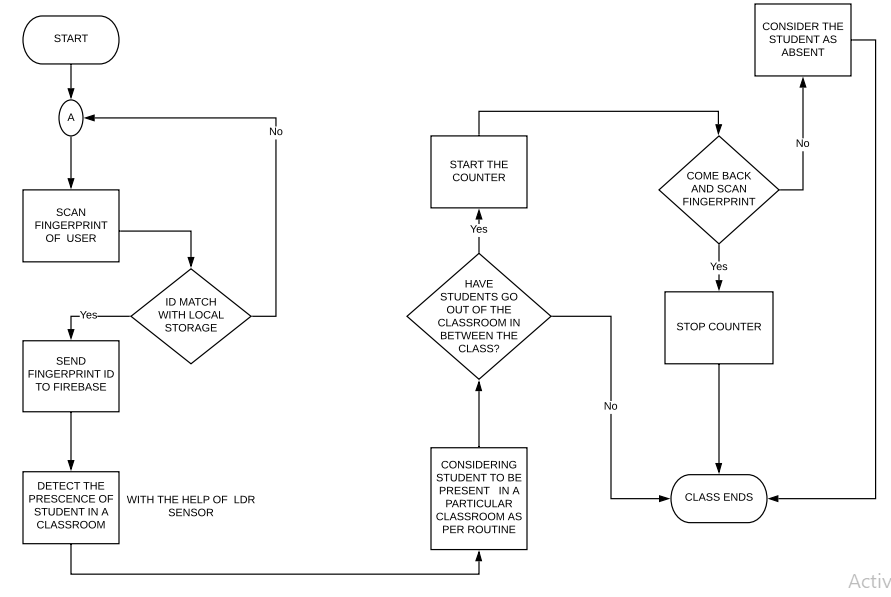 START
A
No
SCAN
FINGERPRINT
OF USER
ID MATCH
WITH LOCAL
STORAGE
Yes
SEND
FINGERPRINT ID
TO FIREBASE
DETECT THE
PRESCENCE OF
STUDENT IN A
CLASSROOM
WITH THE HELP OF LDR
SENSOR
CONSIDERING
STUDENT TO BE
PRESENT IN A
PARTICULAR
CLASSROOM AS
PER ROUTINE
HAVE
STUDENTS GO
OUT OF THE
CLASSROOM IN
BETWEEN THE
CLASS?
Yes
No
START THE
COUNTER
COME BACK
AND SCAN
FINGERPRINT
No
CONSIDER THE
STUDENT AS
ABSENT
Yes
STOP COUNTER
CLASS ENDS
Activ